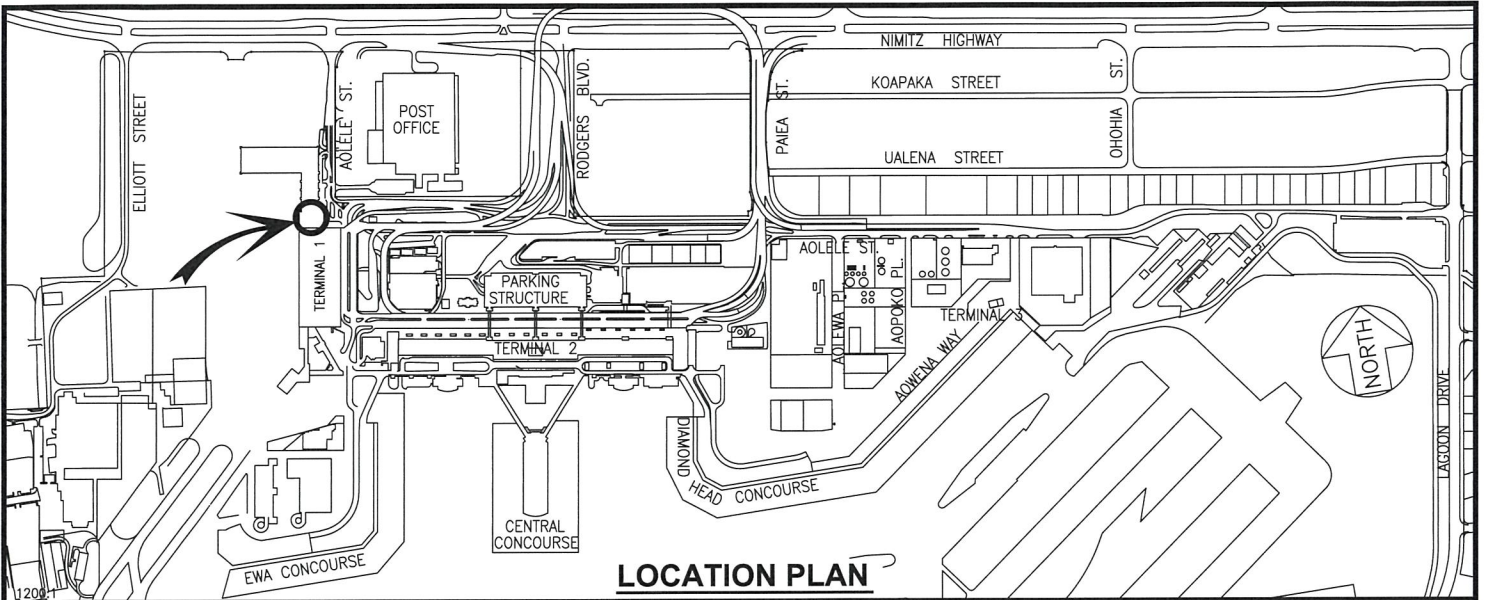 NIMITZ HIGHWAY
KOAPAKA STREET
UALENA STREET
ELLIOTT STREET
AOLELE ST.
POST
OFFICE
RODGERS BLVD.
PAIEA ST.
OHOHIA ST.
TERMINAL 1
PARKING
STRUCTURE
TERMINAL 2
AOLELE ST.
AOLEWA PL.
AOPOKO PL.
TERMINAL 3
AOWENA WAY
NORTH
LAGOON DRIVE
DIAMOND HEAD CONCOURSE
CENTRAL
CONCOURSE
EWA CONCOURSE
LOCATION PLAN
1200:1